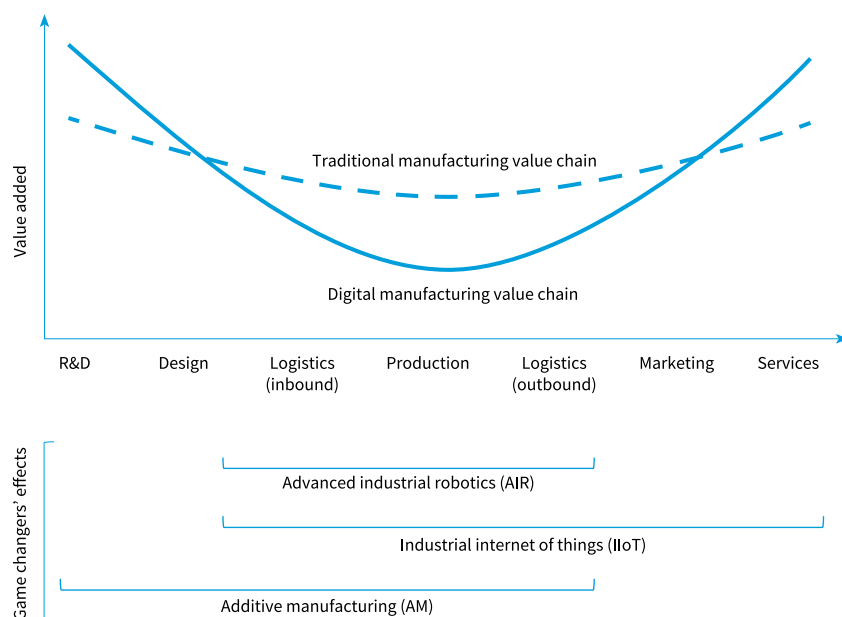 Value added
Traditional manufacturing value chain
Digital manufacturing value chain
R&D Design Logistics (inbound) Production Logistics (outbound) Marketing Services
Game changers' effects
Advanced industrial robotics (AIR)
Industrial internet of things (IIoT)
Additive manufacturing (AM)